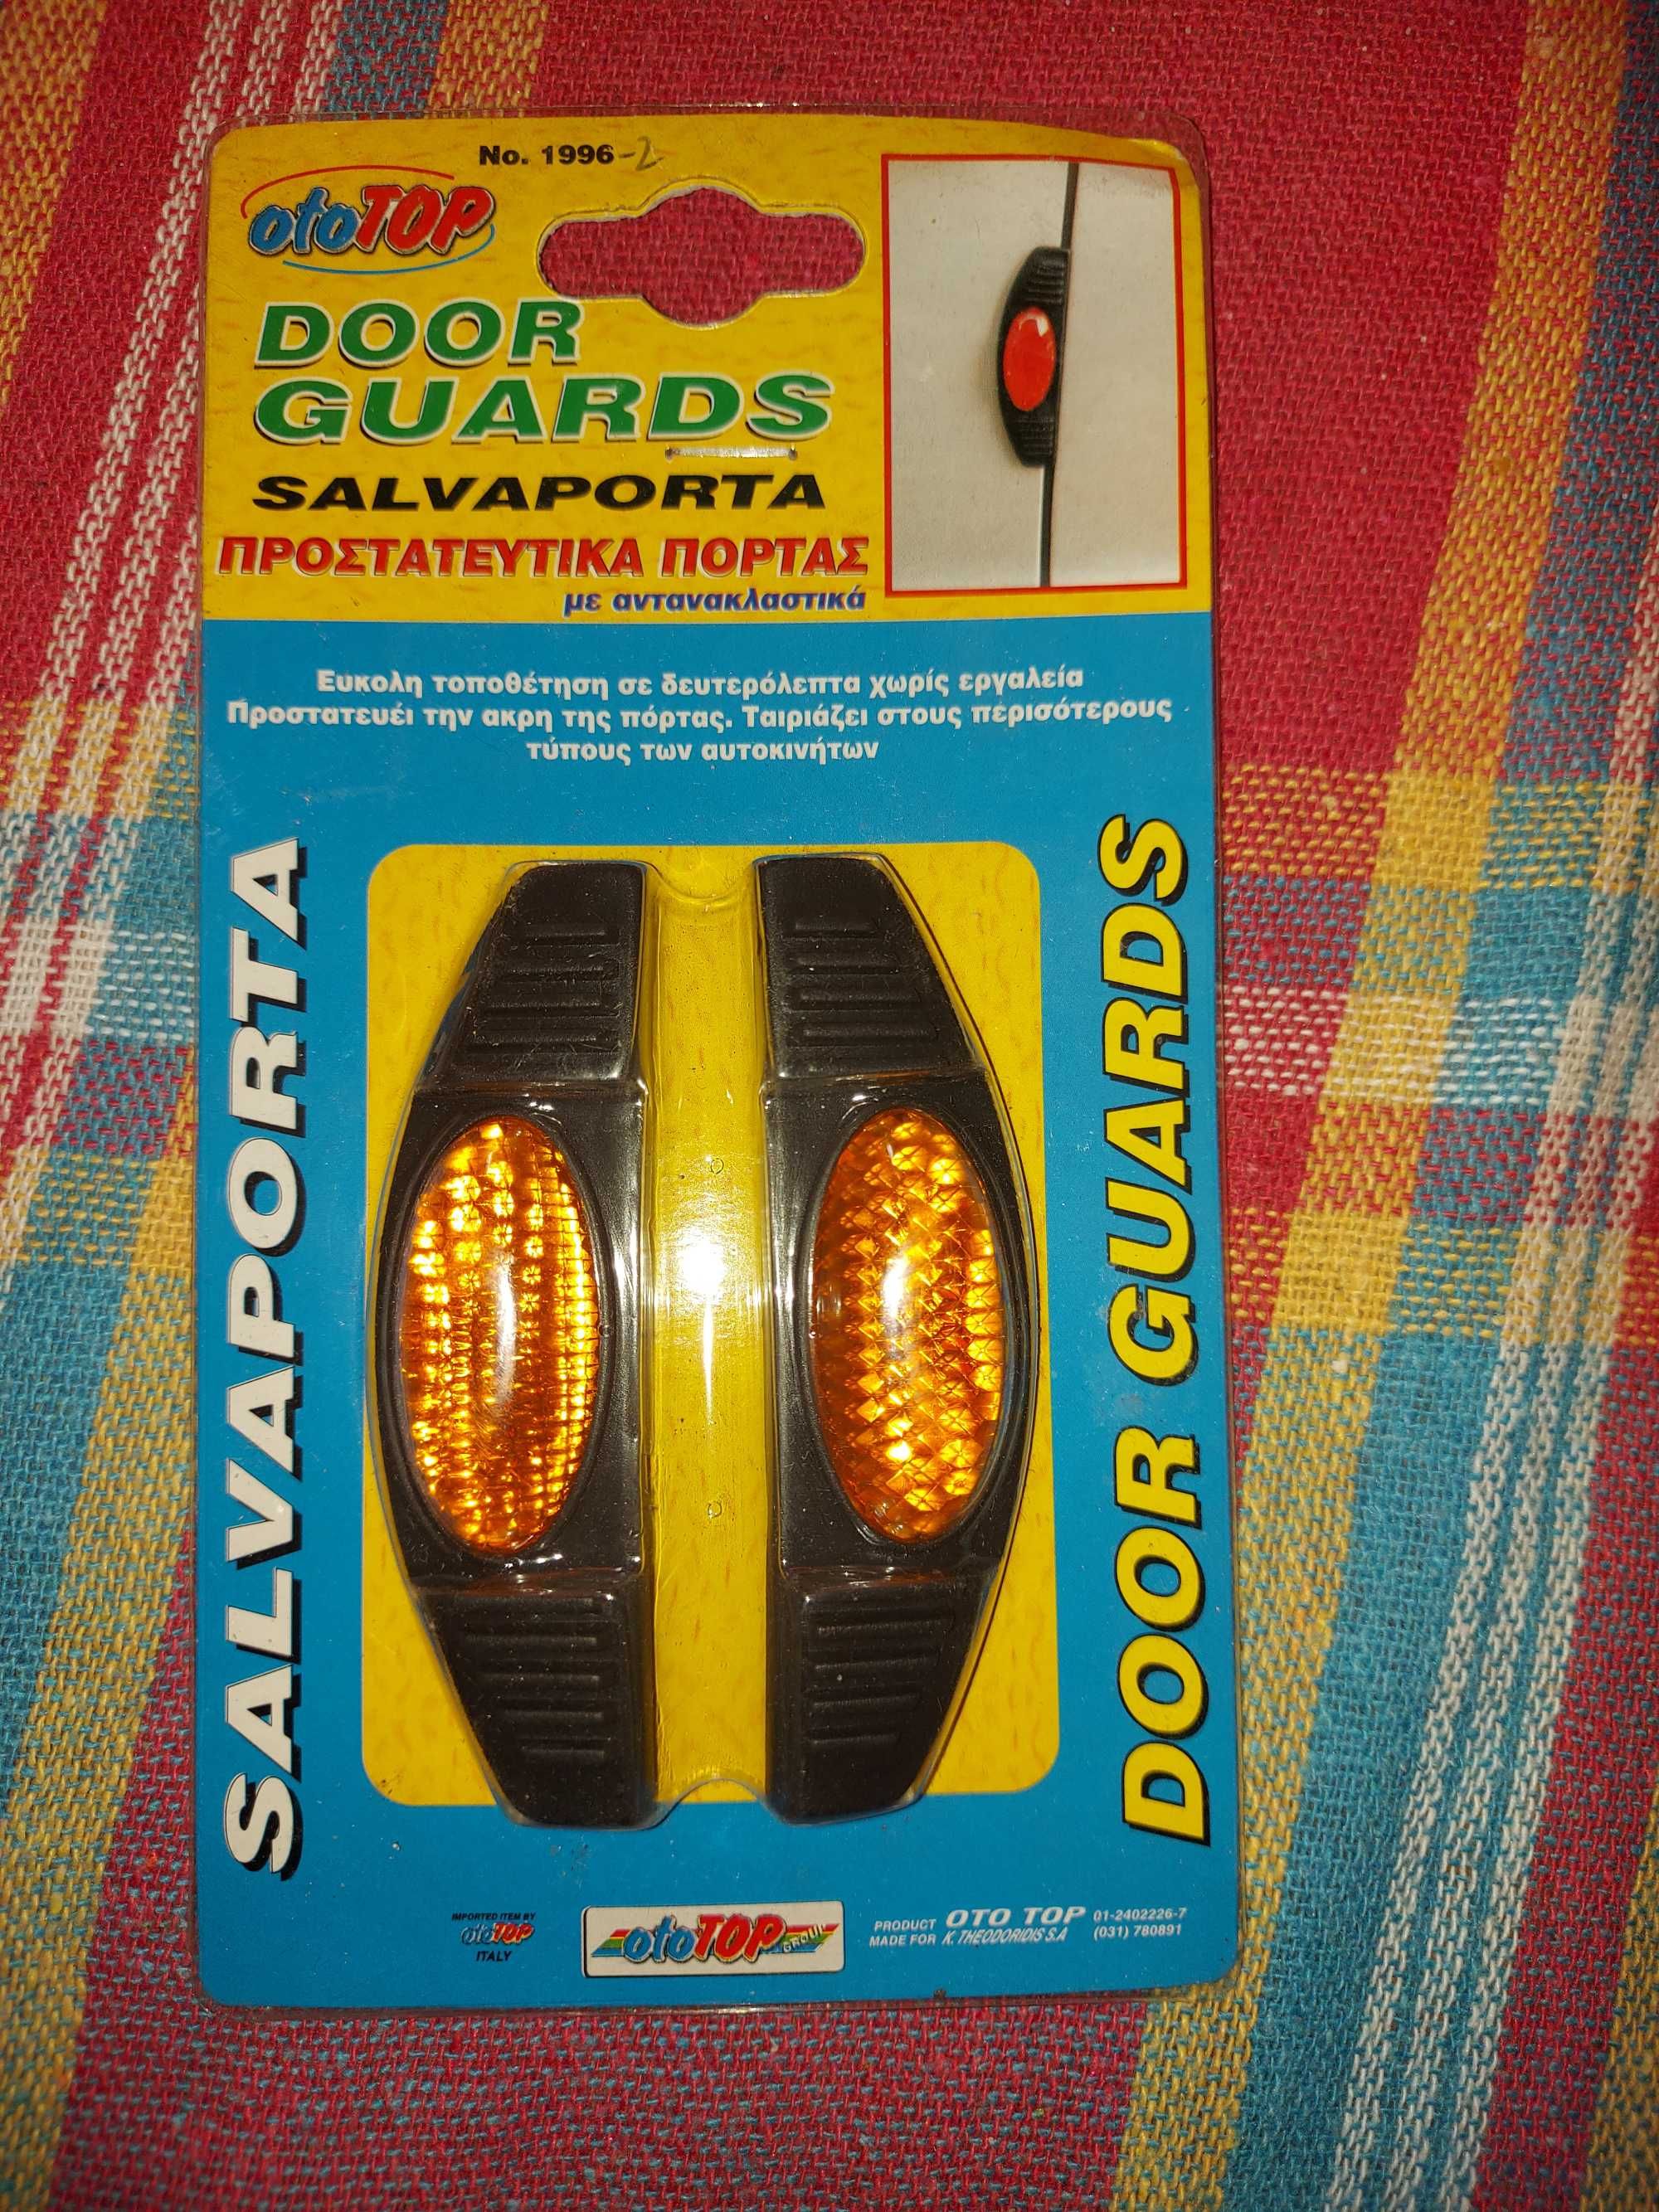 No. 1996-2
otoTOP
DOOR
GUARDS
SALVAPORTA
ΠΡΟΣΤΑΤΕΥΤΙΚΑ ΠΟΡΤΑΣ
με αντανακλαστικά
Ευκολη τοποθέτηση σε δευτερόλεπτα χωρίς εργαλεία
Προστατευέι την ακρη της πόρτας. Ταιριάζει στους περισότερους
τύπους των αυτοκινήτων
SALVAPORTA
DOOR GUARDS
IMPORTED ITEM BY
otoTOP
ITALY
otoTOP GROUP
PRODUCT
MADE FOR
OTO TOP
K. THEODORIDIS S.A
01-2402226-7
(031) 780891